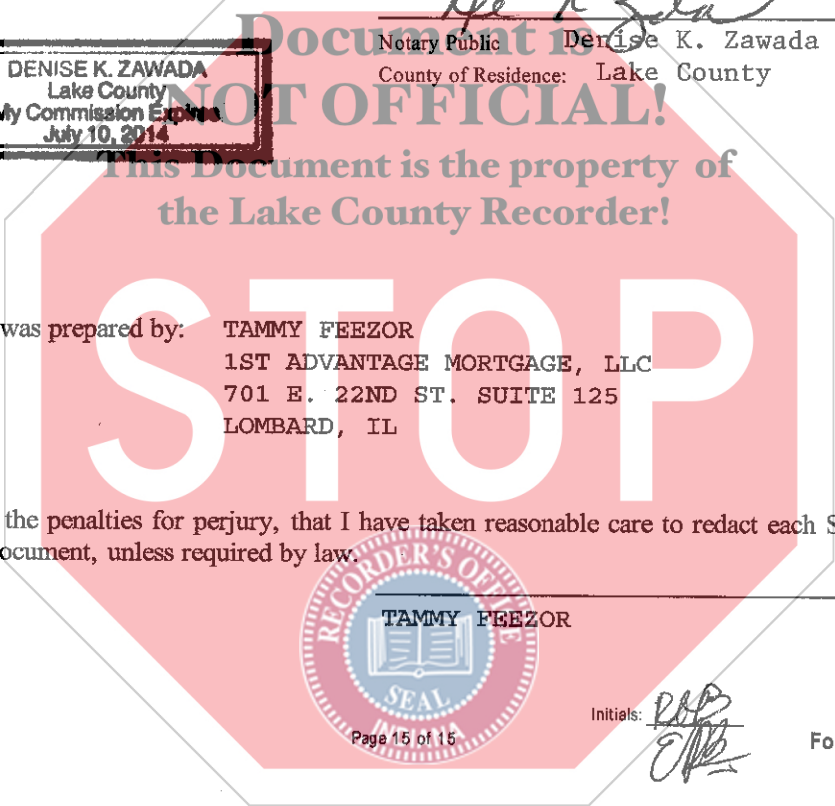 Document is
NOT OFFICIAL!
This Document is the property of
the Lake County Recorder!
STOP
Notary Public Denise K. Zawada
County of Residence: Lake County
DENISE K. ZAWADA
Lake County
My Commission Expires
July 10, 2014
was prepared by: TAMMY FEEZOR
1ST ADVANTAGE MORTGAGE, LLC
701 E. 22ND ST. SUITE 125
LOMBARD, IL
the penalties for perjury, that I have taken reasonable care to redact each S
ocument, unless required by law.
RECORDER'S OFFICE
SEAL
INDIANA
TAMMY FEEZOR
Initials:
Page 15 of 15
Fo